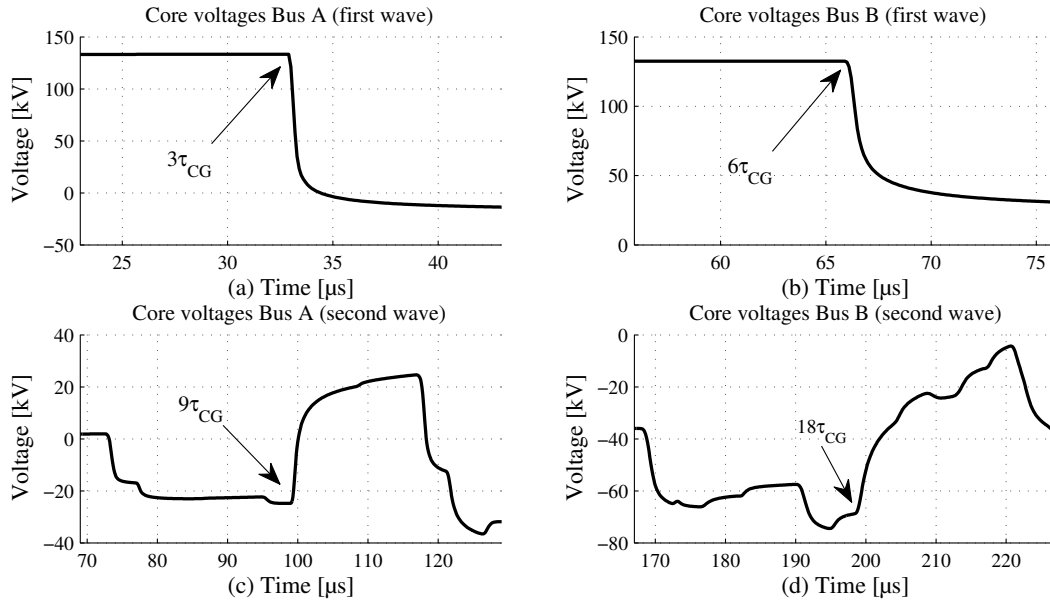 Core voltages Bus A (first wave)
Voltage [kV]
150
100
50
0
−50
3τCG
25
30
35
40
(a) Time [µs]
Core voltages Bus B (first wave)
Voltage [kV]
150
100
50
0
6τCG
60
65
70
75
(b) Time [µs]
Core voltages Bus A (second wave)
Voltage [kV]
40
20
0
−20
−40
9τCG
70
80
90
100
110
120
(c) Time [µs]
Core voltages Bus B (second wave)
Voltage [kV]
0
−20
−40
−60
−80
18τCG
170
180
190
200
210
220
(d) Time [µs]